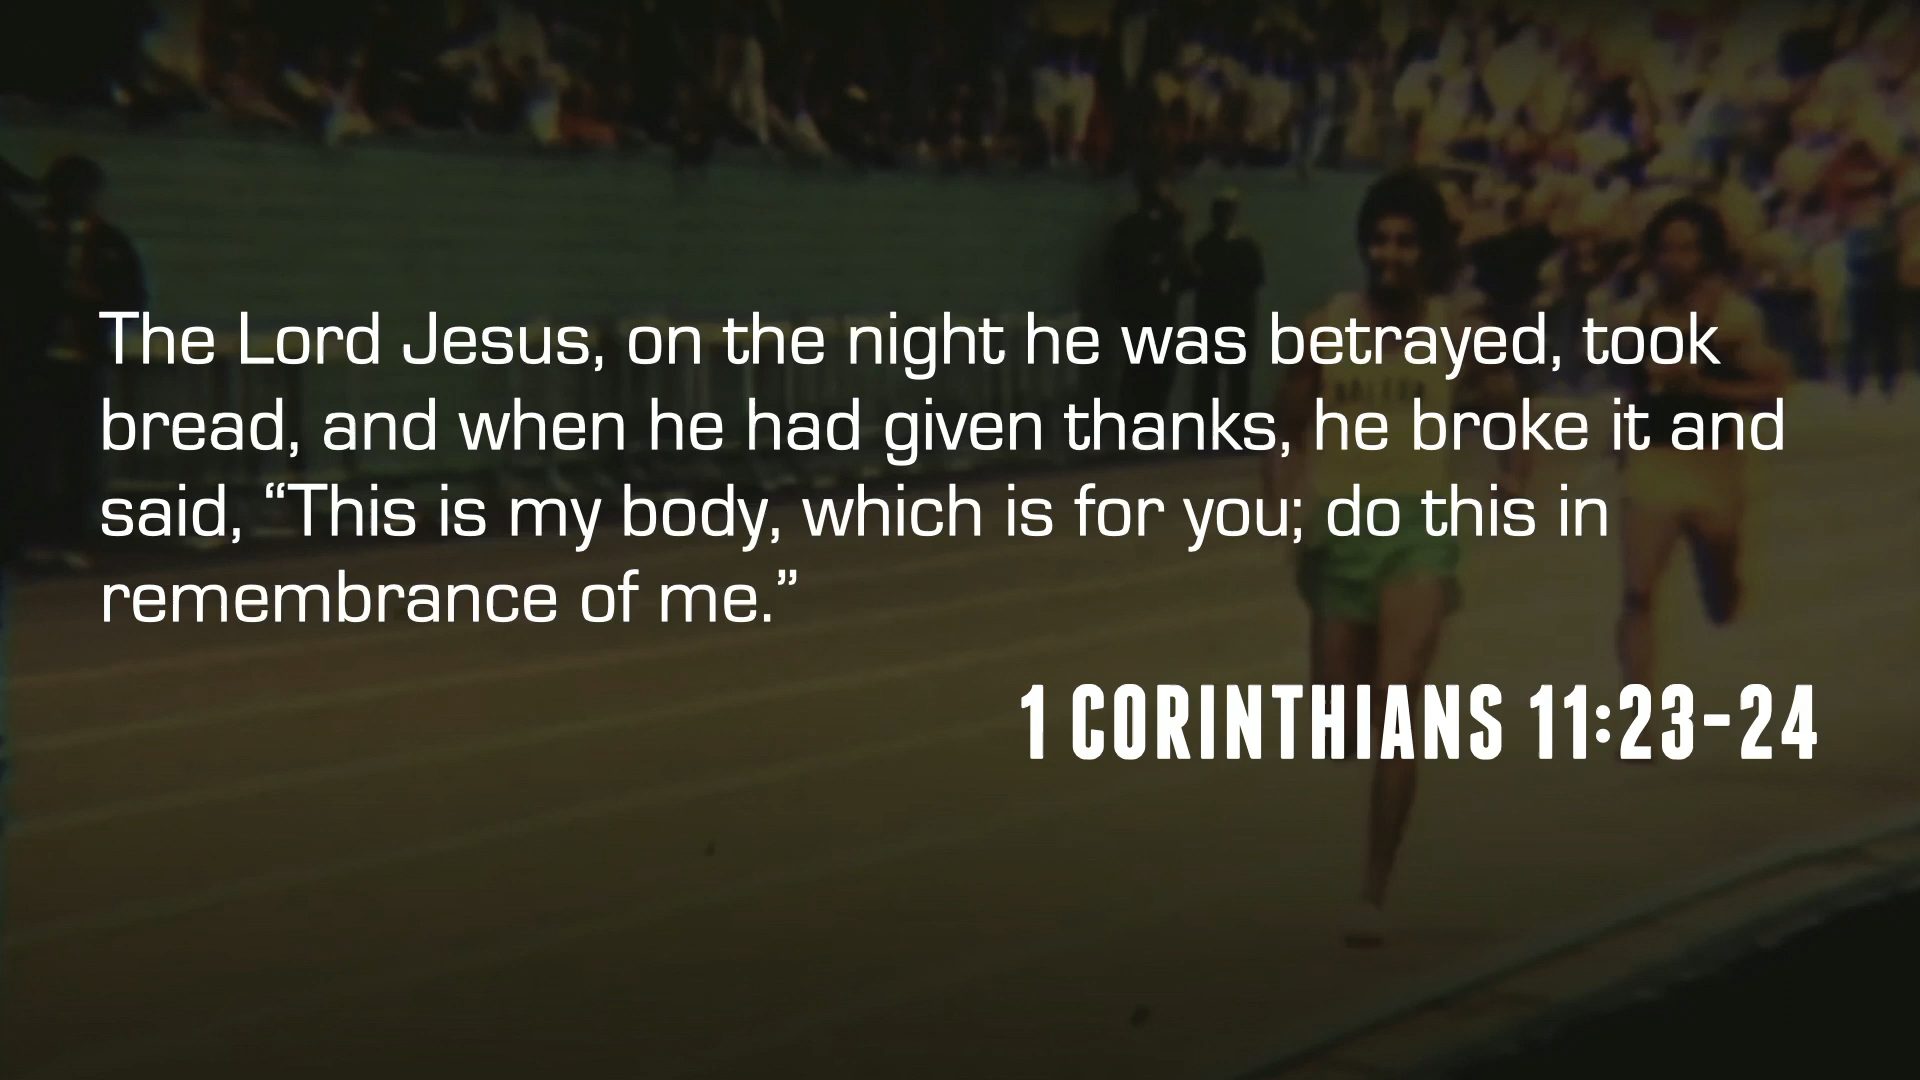 The Lord Jesus, on the night he was betrayed, took
bread, and when he had given thanks, he broke it and
said, “This is my body, which is for you; do this in
remembrance of me.”
1 CORINTHIANS 11:23-24